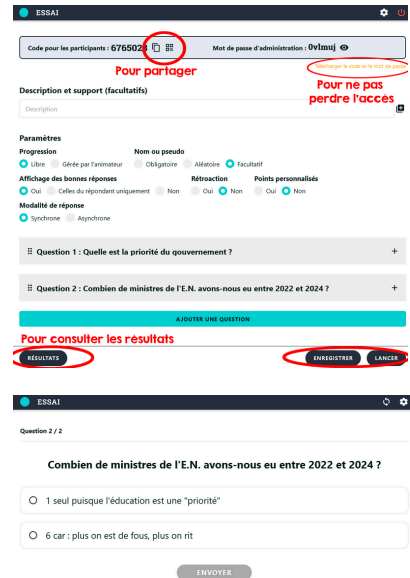 ESSAI
Code pour les participants : 6765023 Mot de passe d'administration : 0vlmuj
Pour partager
Télécharger le code et le mot de passe
Pour ne pas
perdre l'accès
Description et support (facultatifs)
Description
Paramètres
Progression Nom ou pseudo
Libre Gérée par l'animateur Obligatoire Aléatoire Facultatif
Affichage des bonnes réponses Rétroaction Points personnalisés
Oui Celles du répondant uniquement Non Oui Non Oui Non
Modalité de réponse
Synchrone Asynchrone
Question 1 : Quelle est la priorité du gouvernement ? +
Question 2 : Combien de ministres de l'E.N. avons-nous eu entre 2022 et 2024 ? +
AJOUTER UNE QUESTION
Pour consulter les résultats
RÉSULTATS ENREGISTRER LANCER
ESSAI
Question 2 / 2
Combien de ministres de l'E.N. avons-nous eu entre 2022 et 2024 ?
1 seul puisque l'éducation est une "priorité"
6 car : plus on est de fous, plus on rit
ENVOYER